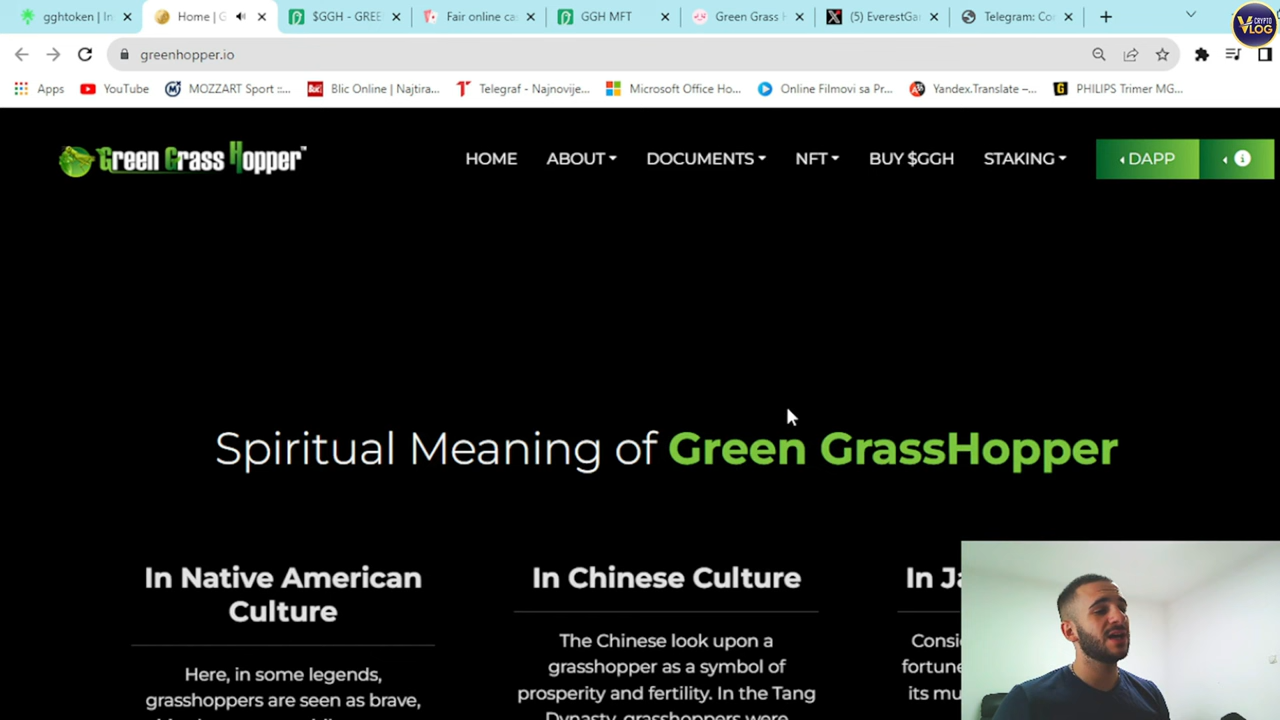 gghtoken | In
Home | G
$GGH - GREE
Fair online ca
GGH MFT
Green Grass H
(5) EverestGa
Telegram: Co
CRYPTO
VLOG
greenhopper.io
Apps
YouTube
MOZZART Sport ::...
Blic Online | Najtira...
Telegraf - Najnovije...
Microsoft Office Ho...
Online Filmovi sa Pr...
Yandex.Translate –...
PHILIPS Trimer MG...
Green Grass Hopper™
HOME
ABOUT
DOCUMENTS
NFT
BUY $GGH
STAKING
DAPP
Spiritual Meaning of Green GrassHopper
In Native American
Culture
Here, in some legends,
grasshoppers are seen as brave,
In Chinese Culture
The Chinese look upon a
grasshopper as a symbol of
prosperity and fertility. In the Tang
Dynasty, grasshoppers were
In Ja
Consi
fortune
its mu